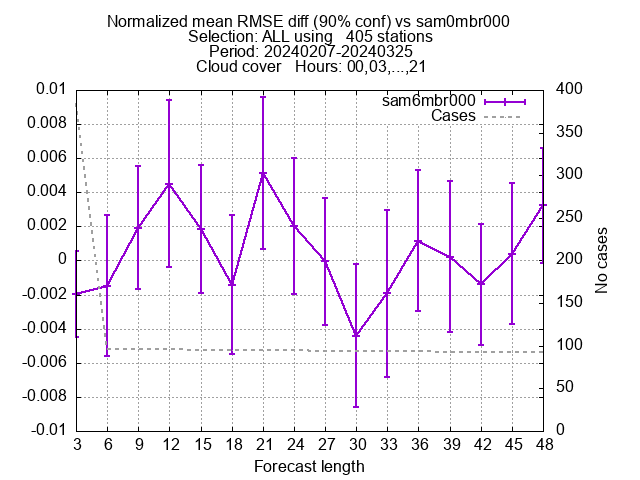 Normalized mean RMSE diff (90% conf) vs sam0mbr000
Selection: ALL using   405 stations
Period: 20240207-20240325
Cloud cover   Hours: 00,03,...,21
sam6mbr000
Cases
0.01
0.008
0.006
0.004
0.002
0
-0.002
-0.004
-0.006
-0.008
-0.01
400
350
300
250
200
150
100
50
0
No cases
3 6 9 12 15 18 21 24 27 30 33 36 39 42 45 48
Forecast length